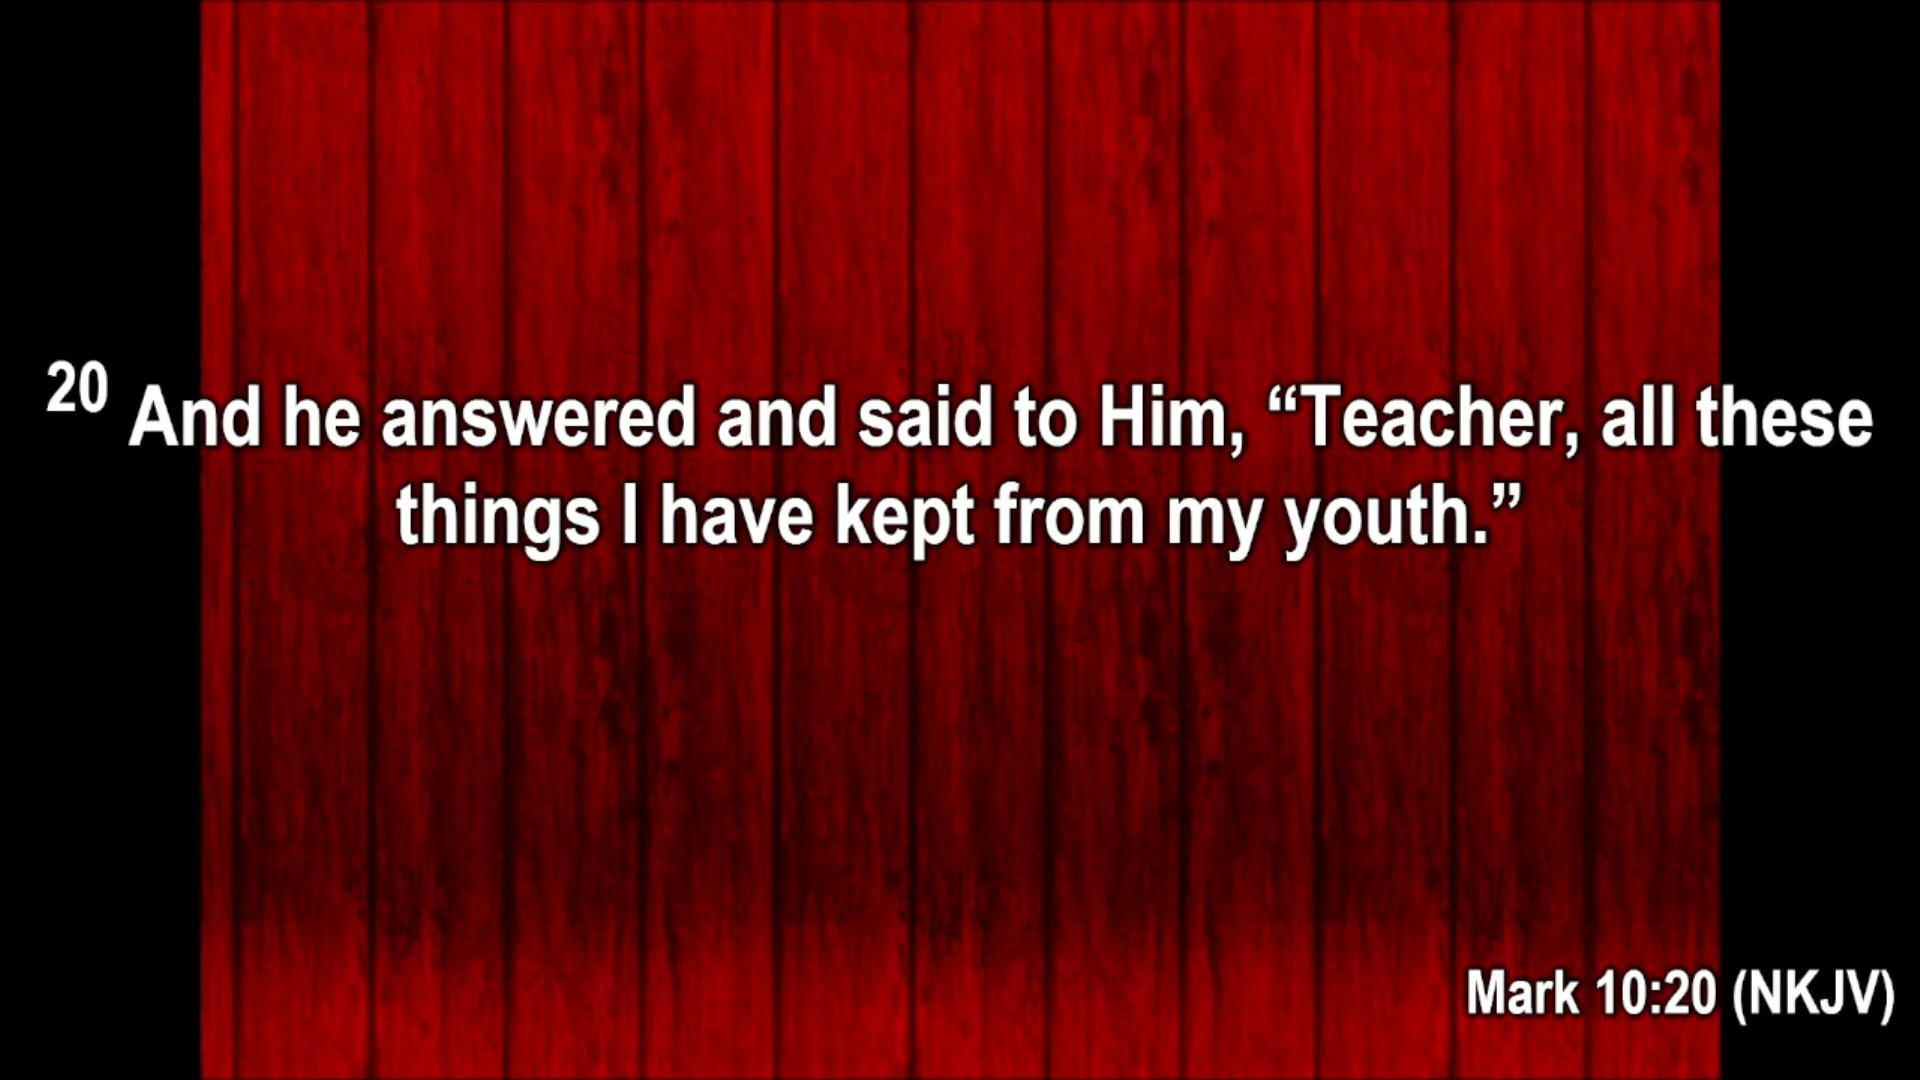 20 And he answered and said to Him, “Teacher, all these
things I have kept from my youth.”
Mark 10:20 (NKJV)